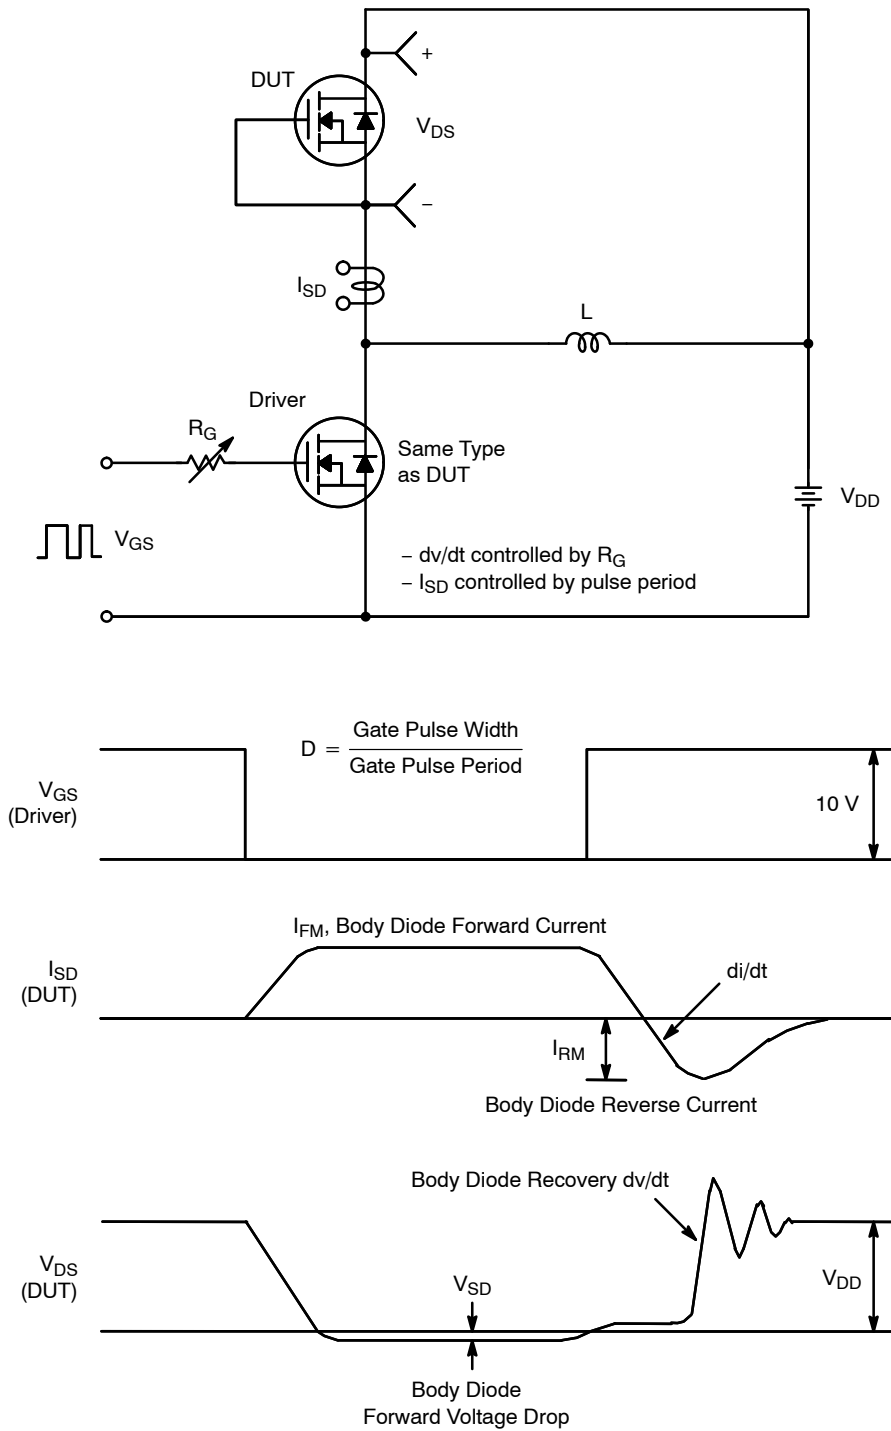 +
DUT
V_DS
−
I_SD
L
Driver
R_G
Same Type
as DUT
V_DD
V_GS
− dv/dt controlled by R_G
− I_SD controlled by pulse period
D = Gate Pulse Width
Gate Pulse Period
V_GS
(Driver)
10 V
I_FM, Body Diode Forward Current
I_SD
(DUT)
di/dt
I_RM
Body Diode Reverse Current
Body Diode Recovery dv/dt
V_DS
(DUT)
V_SD
V_DD
Body Diode
Forward Voltage Drop